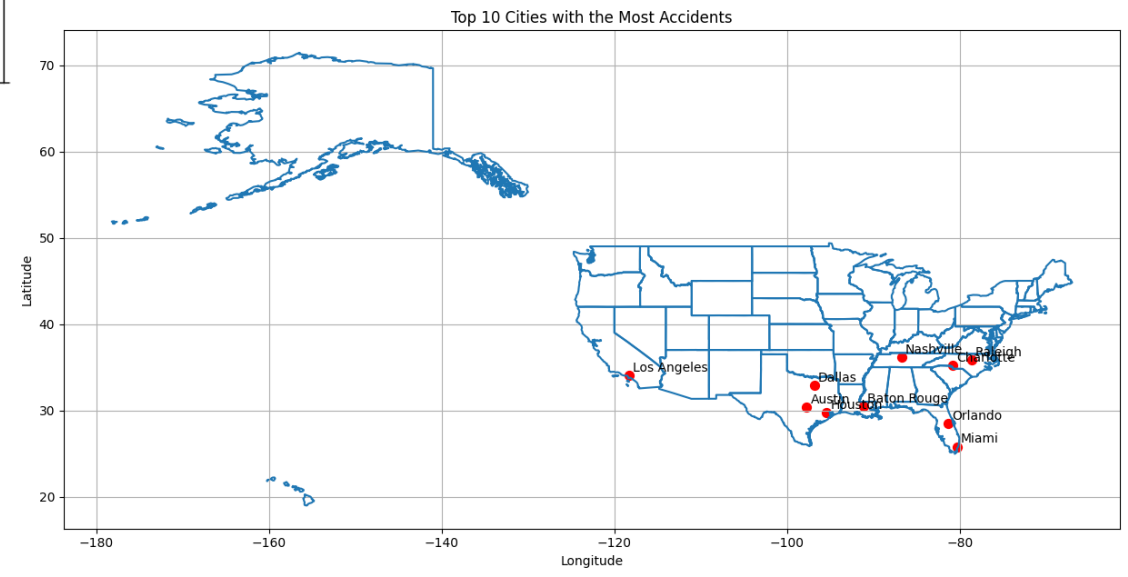 Top 10 Cities with the Most Accidents
70
60
50
40
30
20
Latitude
Nashville
Raleigh
Charlotte
Los Angeles
Dallas
Austin
Houston
Baton Rouge
Orlando
Miami
−180
−160
−140
−120
−100
−80
Longitude